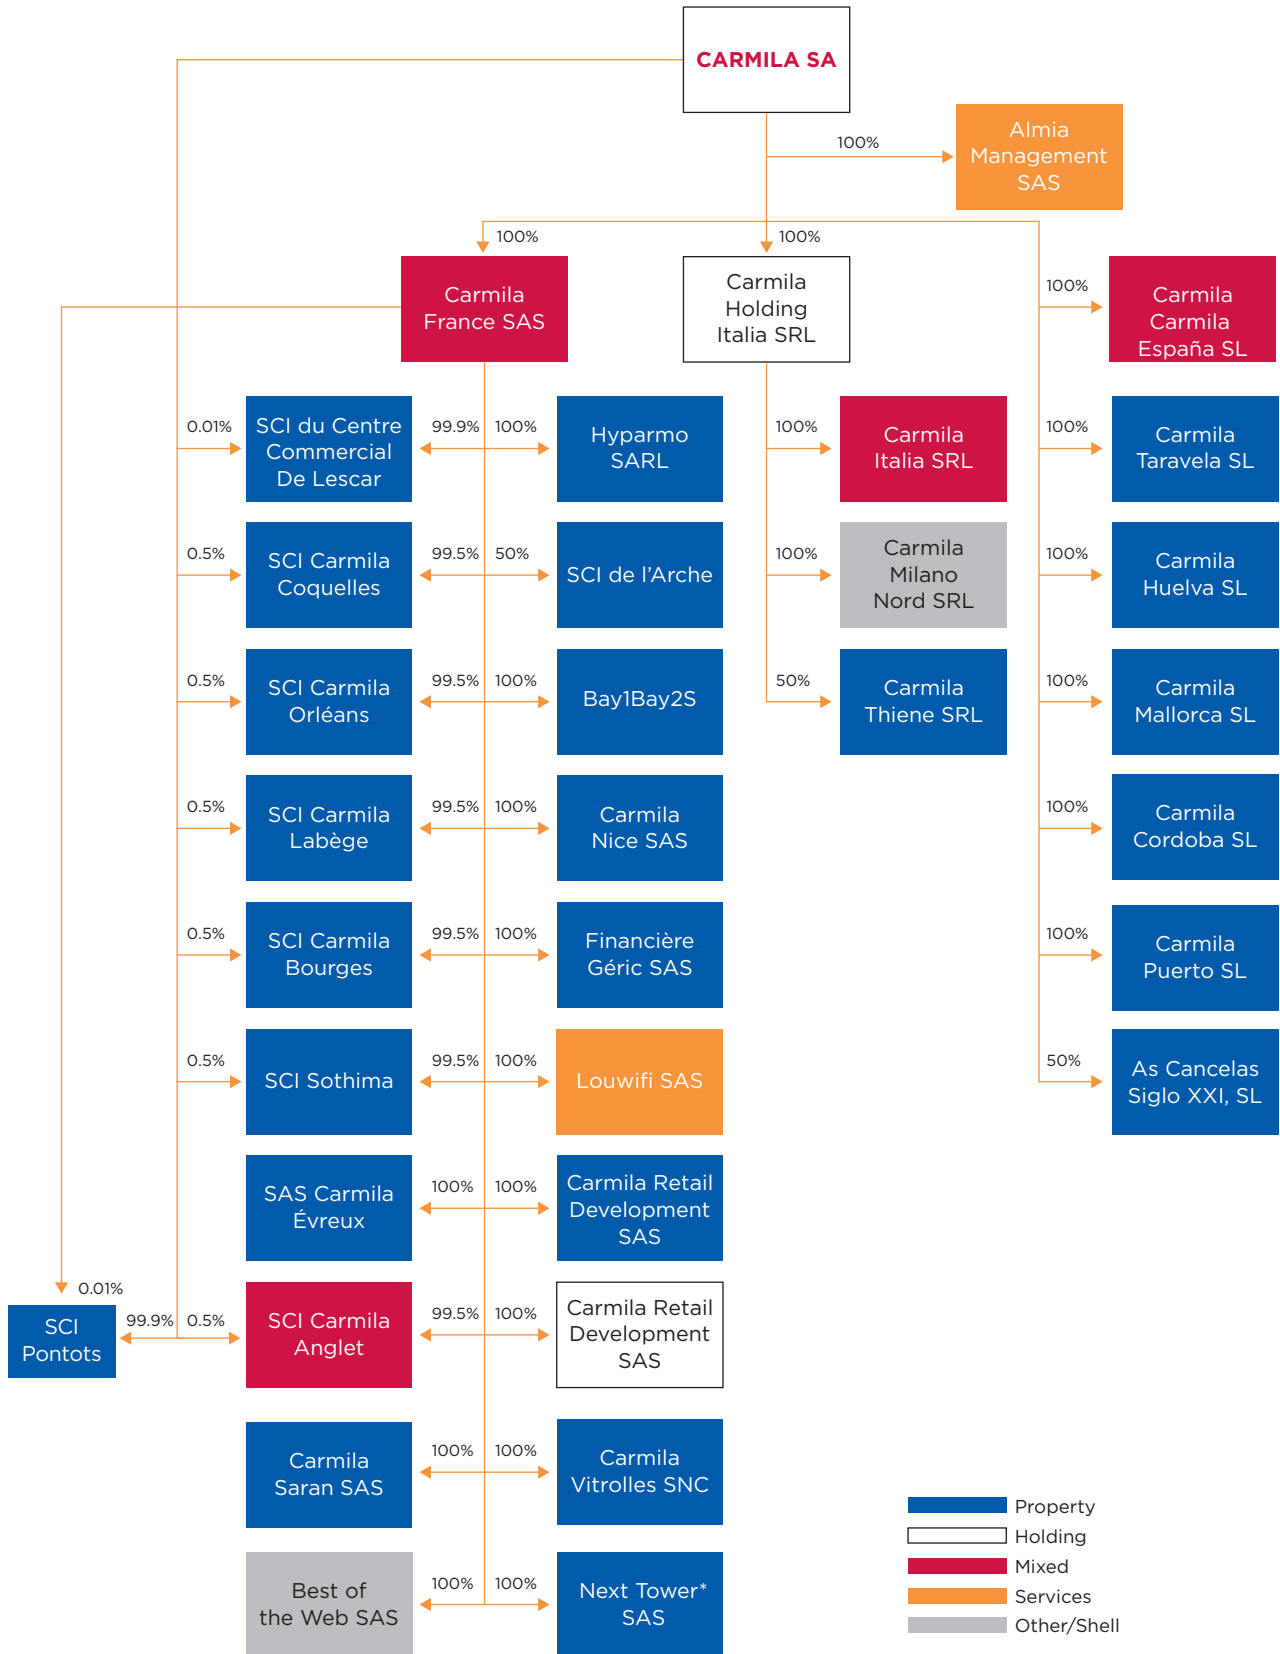 CARMILA SA
100%
Almia
Management
SAS
100%
100%
Carmila
France SAS
Carmila
Holding
Italia SRL
100%
Carmila
Carmila
España SL
0.01%
SCI du Centre
Commercial
De Lescar
99.9%
100%
Hyparmo
SARL
100%
Carmila
Italia SRL
100%
Carmila
Taravela SL
0.5%
SCI Carmila
Coquelles
99.5%
50%
SCI de l'Arche
100%
Carmila
Milano
Nord SRL
100%
Carmila
Huelva SL
0.5%
SCI Carmila
Orléans
99.5%
100%
Bay1Bay2S
50%
Carmila
Thiene SRL
100%
Carmila
Mallorca SL
0.5%
SCI Carmila
Labège
99.5%
100%
Carmila
Nice SAS
100%
Carmila
Cordoba SL
0.5%
SCI Carmila
Bourges
99.5%
100%
Financière
Géric SAS
100%
Carmila
Puerto SL
0.5%
SCI Sothima
99.5%
100%
Louwifi SAS
50%
As Cancelas
Siglo XXI, SL
SAS Carmila
Évreux
100%
100%
Carmila Retail
Development
SAS
0.01%
SCI
Pontots
99.9%
0.5%
SCI Carmila
Anglet
99.5%
100%
Carmila Retail
Development
SAS
Carmila
Saran SAS
100%
100%
Carmila
Vitrolles SNC
Best of
the Web SAS
100%
100%
Next Tower*
SAS
Property
Holding
Mixed
Services
Other/Shell